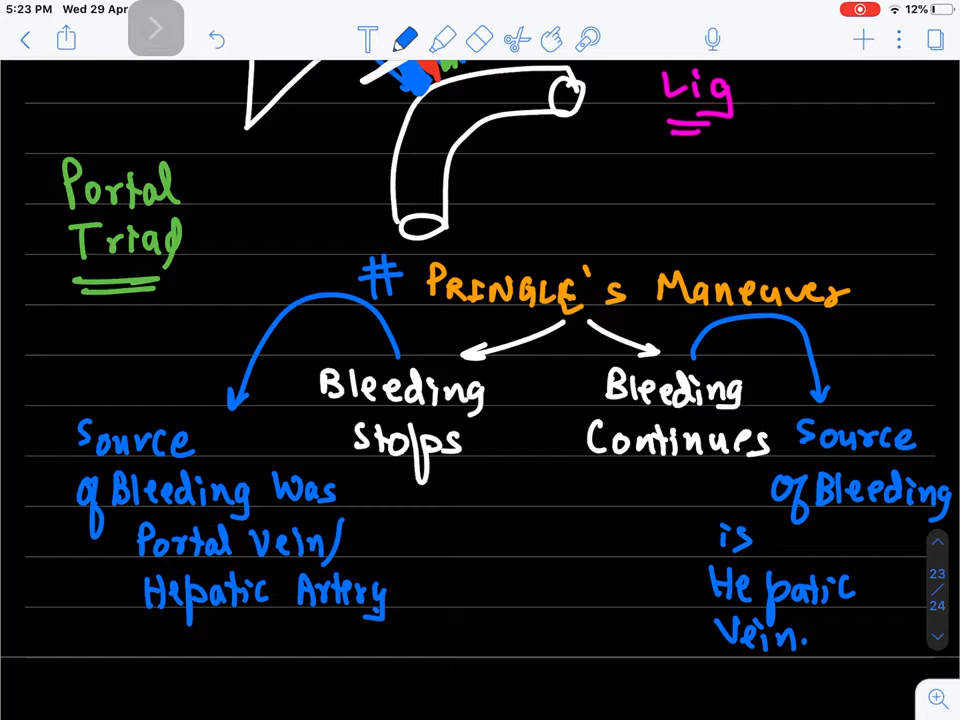 5:23 PM Wed 29 Apr
12%
T
Lig
Portal
Triad
# PRINGLE's Maneuver
Bleeding
Stops
Bleeding
Continues
Source
of Bleeding Was
Portal Vein/
Hepatic Artery
Source
of Bleeding
is
Hepatic
Vein.
23
/
24